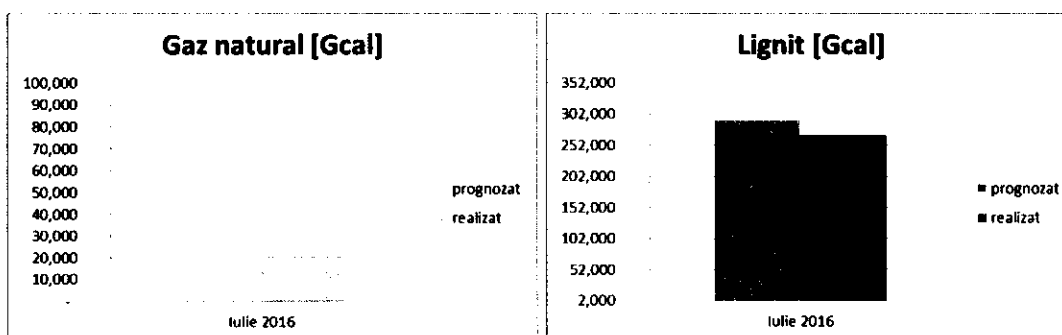 Gaz natural [Gcal]
100,000
90,000
80,000
70,000
60,000
50,000
40,000
30,000
20,000
10,000
-
Iulie 2016
prognozat
realizat
Lignit [Gcal]
352,000
302,000
252,000
202,000
152,000
102,000
52,000
2,000
Iulie 2016
prognozat
realizat